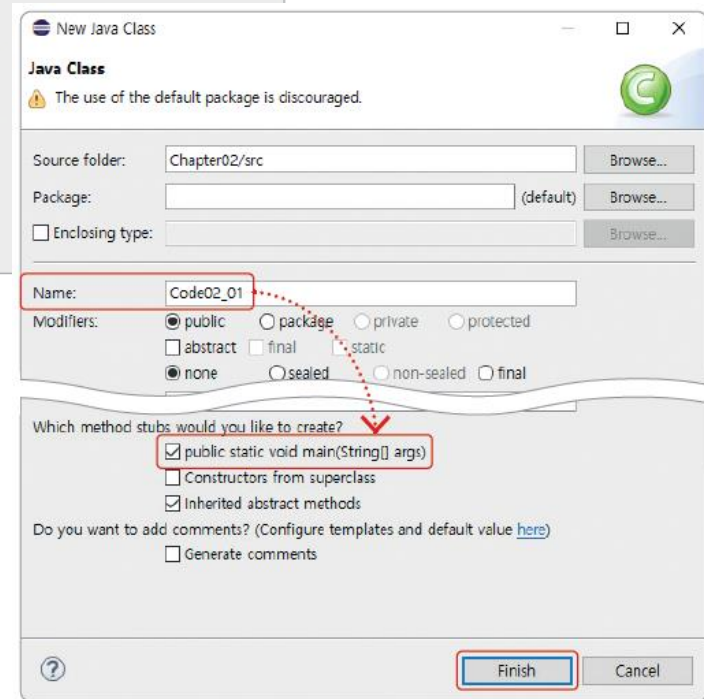 New Java Class
Java Class
The use of the default package is discouraged.
Source folder: Chapter02/src Browse...
Package: (default) Browse...
Enclosing type: Browse...
Name: Code02_01
Modifiers: public package private protected
abstract final static
none sealed non-sealed final
Which method stubs would you like to create?
public static void main(String[] args)
Constructors from superclass
Inherited abstract methods
Do you want to add comments? (Configure templates and default value here)
Generate comments
Finish Cancel